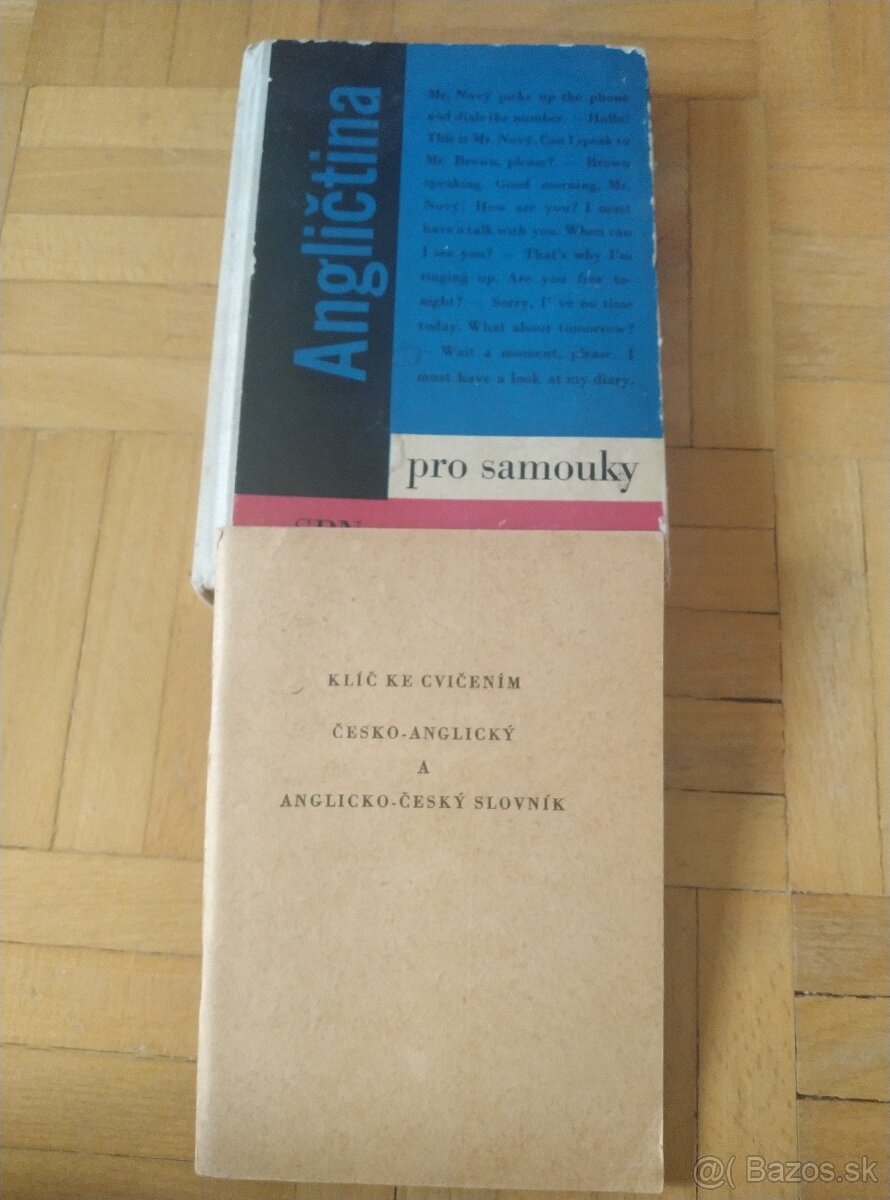 Angličtina
Mr. Nový picks up the phone
and dials the number. — Hullo!
This is Mr. Nový. Can I speak to
Mr. Brown, please? — Brown
speaking. Good morning, Mr.
Nový! How are you? I must
have a talk with you. When can
I see you? — That's why I'm
ringing up. Are you free to-
night? — Sorry, I' ve no time
today. What about tomorrow?
— Wait a moment, please. I
must have a look at my diary.
pro samouky
SPN
KLÍČ KE CVIČENÍM
ČESKO-ANGLICKÝ
A
ANGLICKO-ČESKÝ SLOVNÍK
@( Bazos.sk